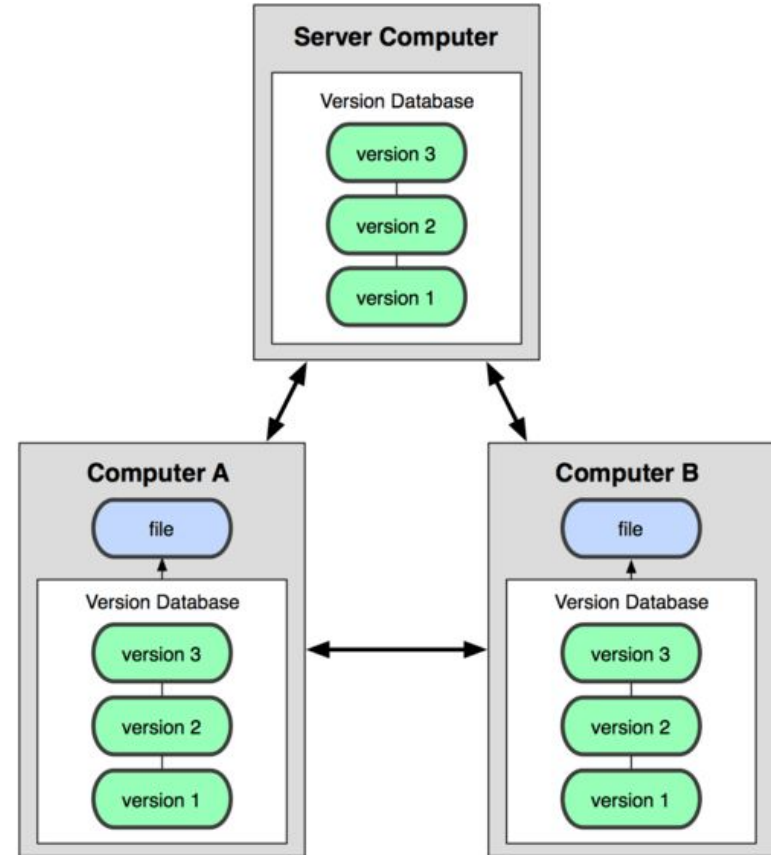 Server Computer
Version Database
version 3
version 2
version 1
Computer A
file
Version Database
version 3
version 2
version 1
Computer B
file
Version Database
version 3
version 2
version 1